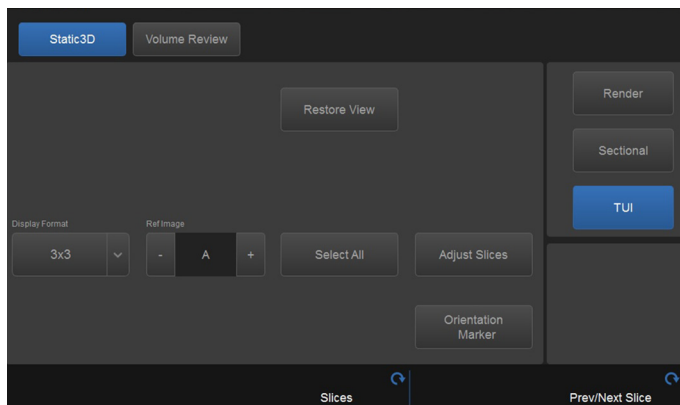 Static3D
Volume Review
Restore View
Render
Sectional
TUI
Display Format
Ref Image
3x3
- A +
Select All
Adjust Slices
Orientation
Marker
Slices
Prev/Next Slice